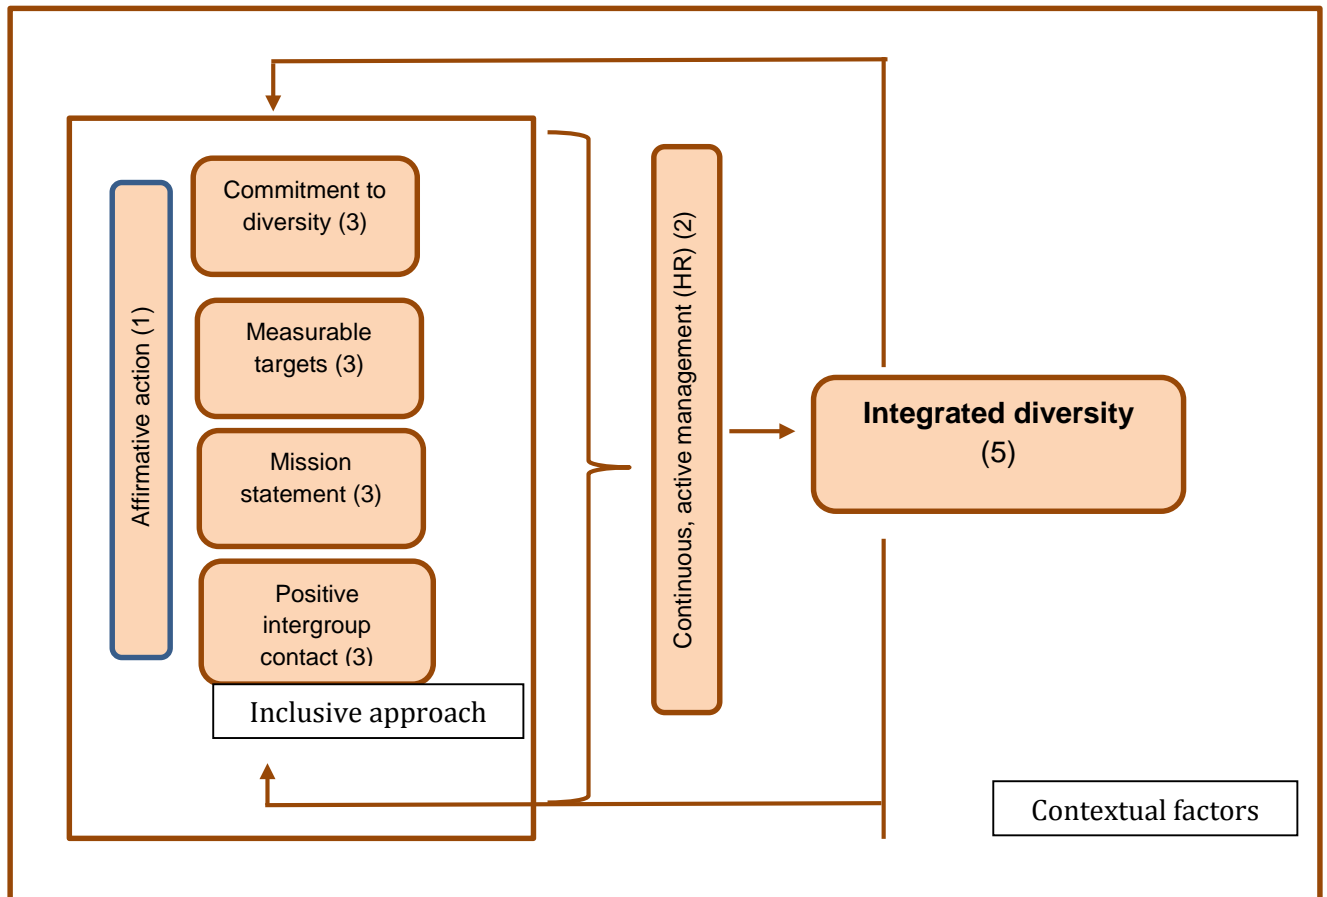 Affirmative action (1)
Commitment to
diversity (3)
Measurable
targets (3)
Mission
statement (3)
Positive
intergroup
contact (3)
Inclusive approach
Continuous, active management (HR) (2)
Integrated diversity
(5)
Contextual factors